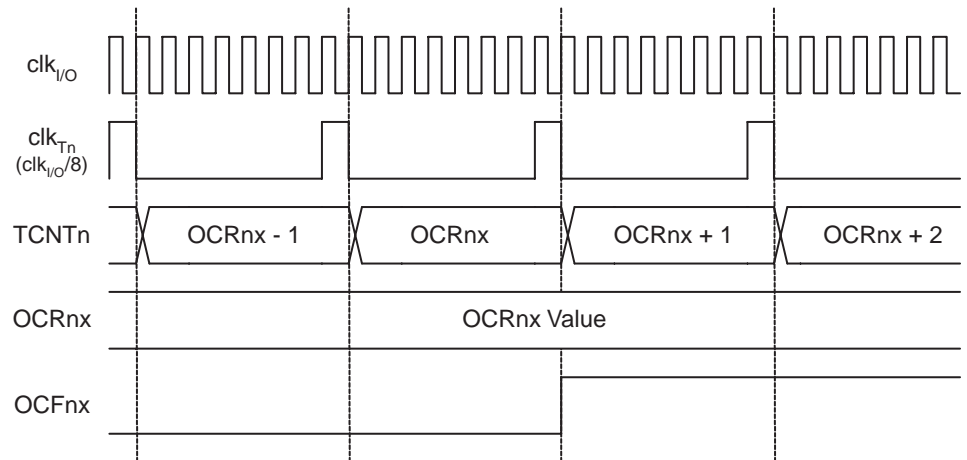 clkI/O
clkTn
(clkI/O/8)
TCNTn
OCRnx - 1
OCRnx
OCRnx + 1
OCRnx + 2
OCRnx
OCRnx Value
OCFnx